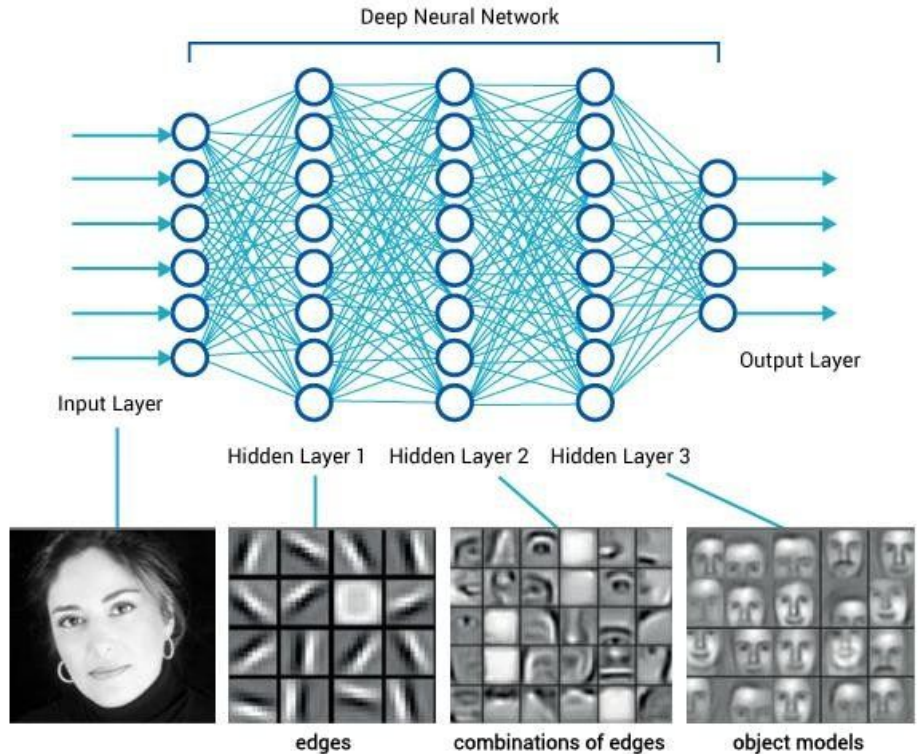 Deep Neural Network
Input Layer
Output Layer
Hidden Layer 1
Hidden Layer 2
Hidden Layer 3
edges
combinations of edges
object models